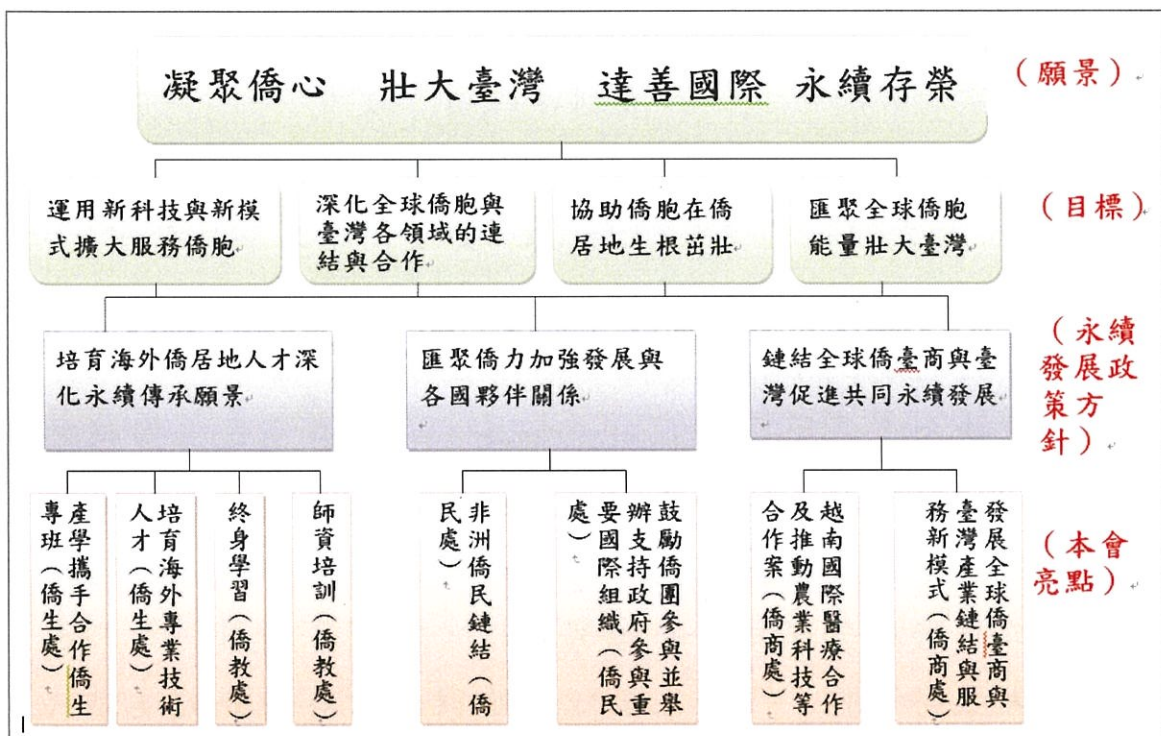 凝聚僑心 壯大臺灣 達善國際 永續存榮
（願景）
運用新科技與新模
式擴大服務僑胞
深化全球僑胞與
臺灣各領域的連
結與合作
協助僑胞在僑
居地生根茁壯
匯聚全球僑胞
能量壯大臺灣
（目標）
培育海外僑居地人才深
化永續傳承願景
匯聚僑力加強發展與
各國夥伴關係
鏈結全球僑臺商與臺
灣促進共同永續發展
（永續
發展政
策方
針）
產學攜手合作僑生
專班（僑生處）
培育海外專業技術
人才（僑生處）
終身學習（僑教處）
師資培訓（僑教處）
非洲僑民鏈結（僑
民處）
鼓勵僑團參與並舉
辦支持政府參與重
要國際組織（僑民
處）
越南國際醫療合作
及推動農業科技等
合作案（僑商處）
發展全球僑臺商與
臺灣產業鏈結與服
務新模式（僑商處）
（本會
亮點）